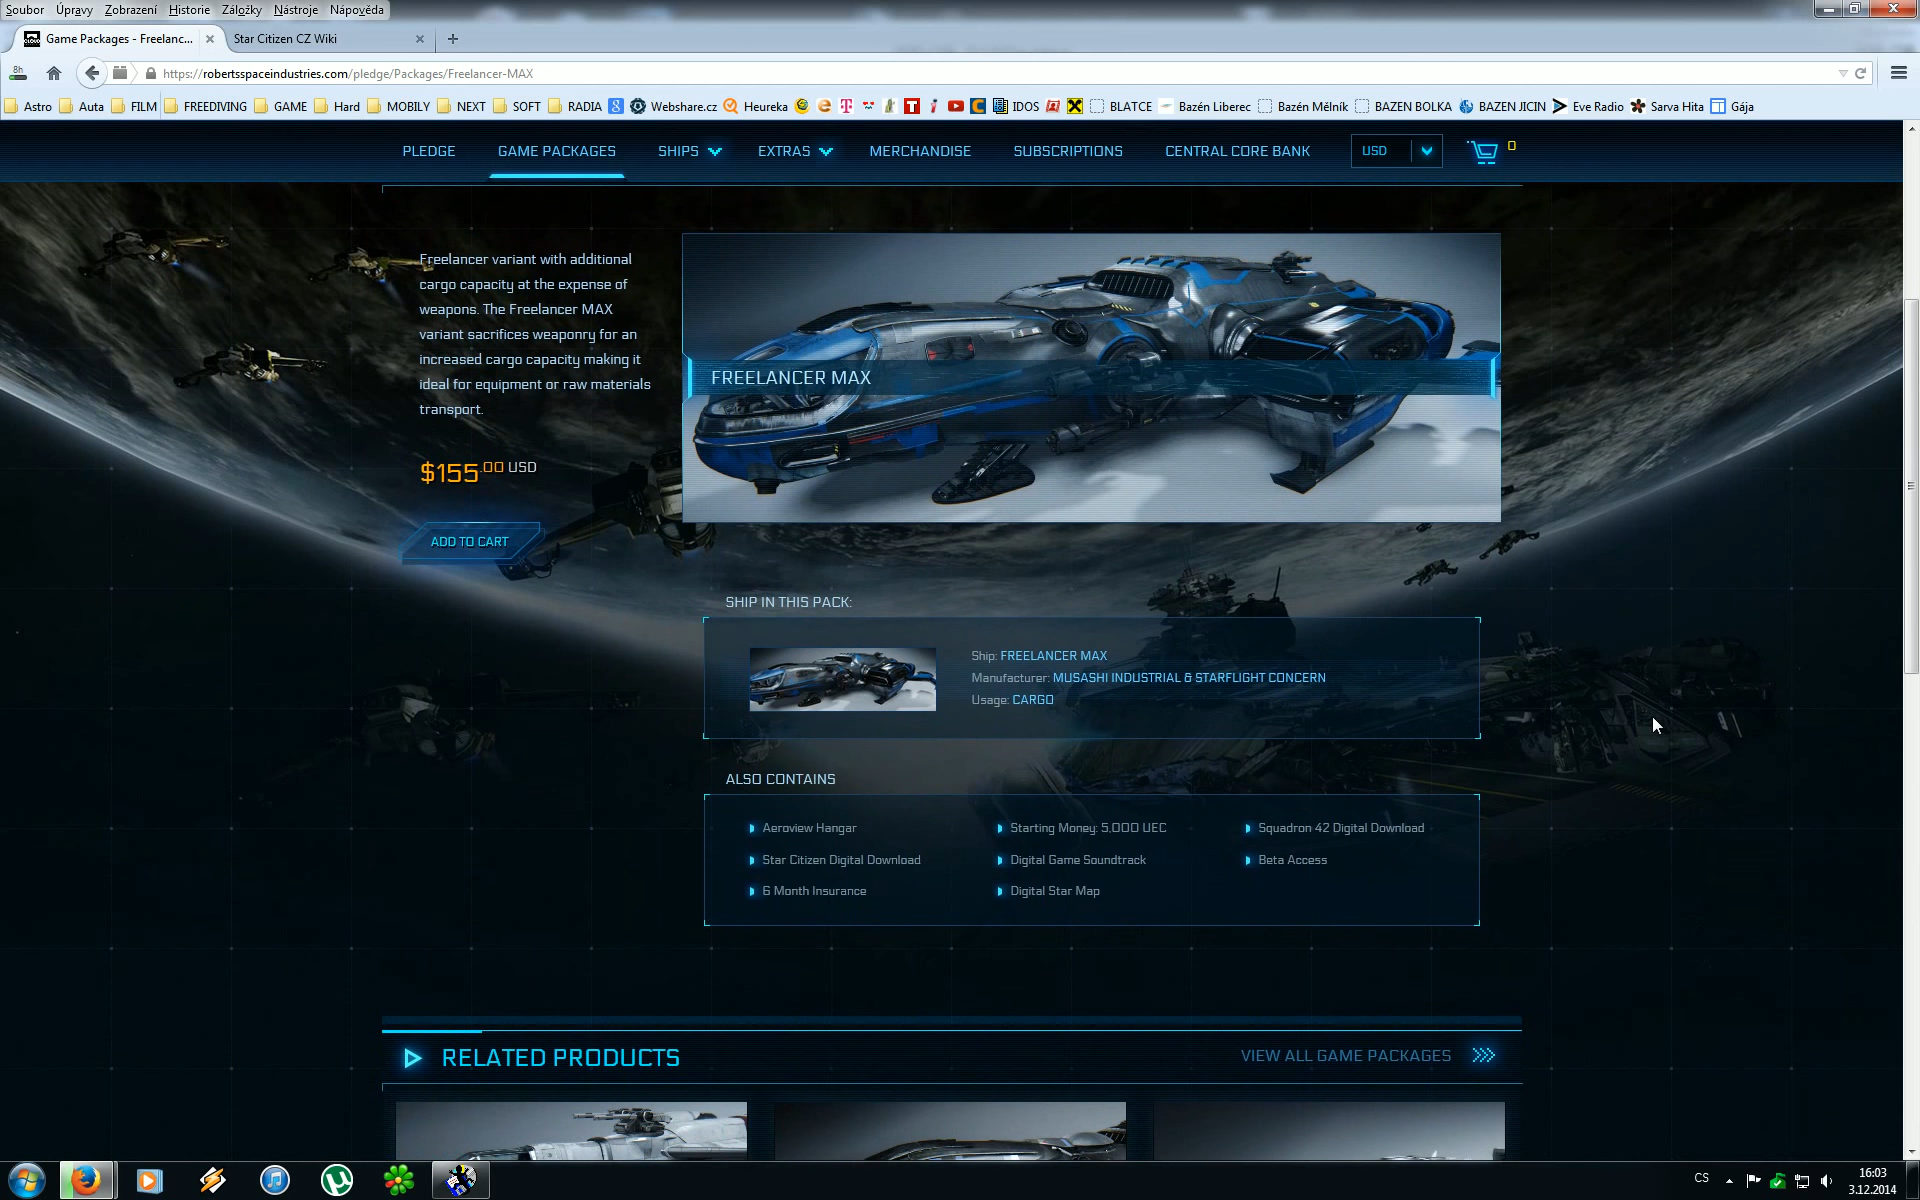 Soubor Úpravy Zobrazení Historie Záložky Nástroje Nápověda
Game Packages - Freelanc... Star Citizen CZ Wiki
8h https://robertsspaceindustries.com/pledge/Packages/Freelancer-MAX
Astro Auta FILM FREEDIVING GAME Hard MOBILY NEXT SOFT RADIA Webshare.cz Heureka IDOS BLATCE Bazén Liberec Bazén Mělník BAZEN BOLKA BAZEN JICIN Eve Radio Sarva Hita Gája
PLEDGE GAME PACKAGES SHIPS EXTRAS MERCHANDISE SUBSCRIPTIONS CENTRAL CORE BANK USD 0
Freelancer variant with additional
cargo capacity at the expense of
weapons. The Freelancer MAX
variant sacrifices weaponry for an
increased cargo capacity making it
ideal for equipment or raw materials
transport.
$155.00 USD
ADD TO CART
FREELANCER MAX
SHIP IN THIS PACK:
Ship: FREELANCER MAX
Manufacturer: MUSASHI INDUSTRIAL & STARFLIGHT CONCERN
Usage: CARGO
ALSO CONTAINS
Aeroview Hangar Starting Money: 5,000 UEC Squadron 42 Digital Download
Star Citizen Digital Download Digital Game Soundtrack Beta Access
6 Month Insurance Digital Star Map
RELATED PRODUCTS VIEW ALL GAME PACKAGES
CS 16:03
3.12.2014